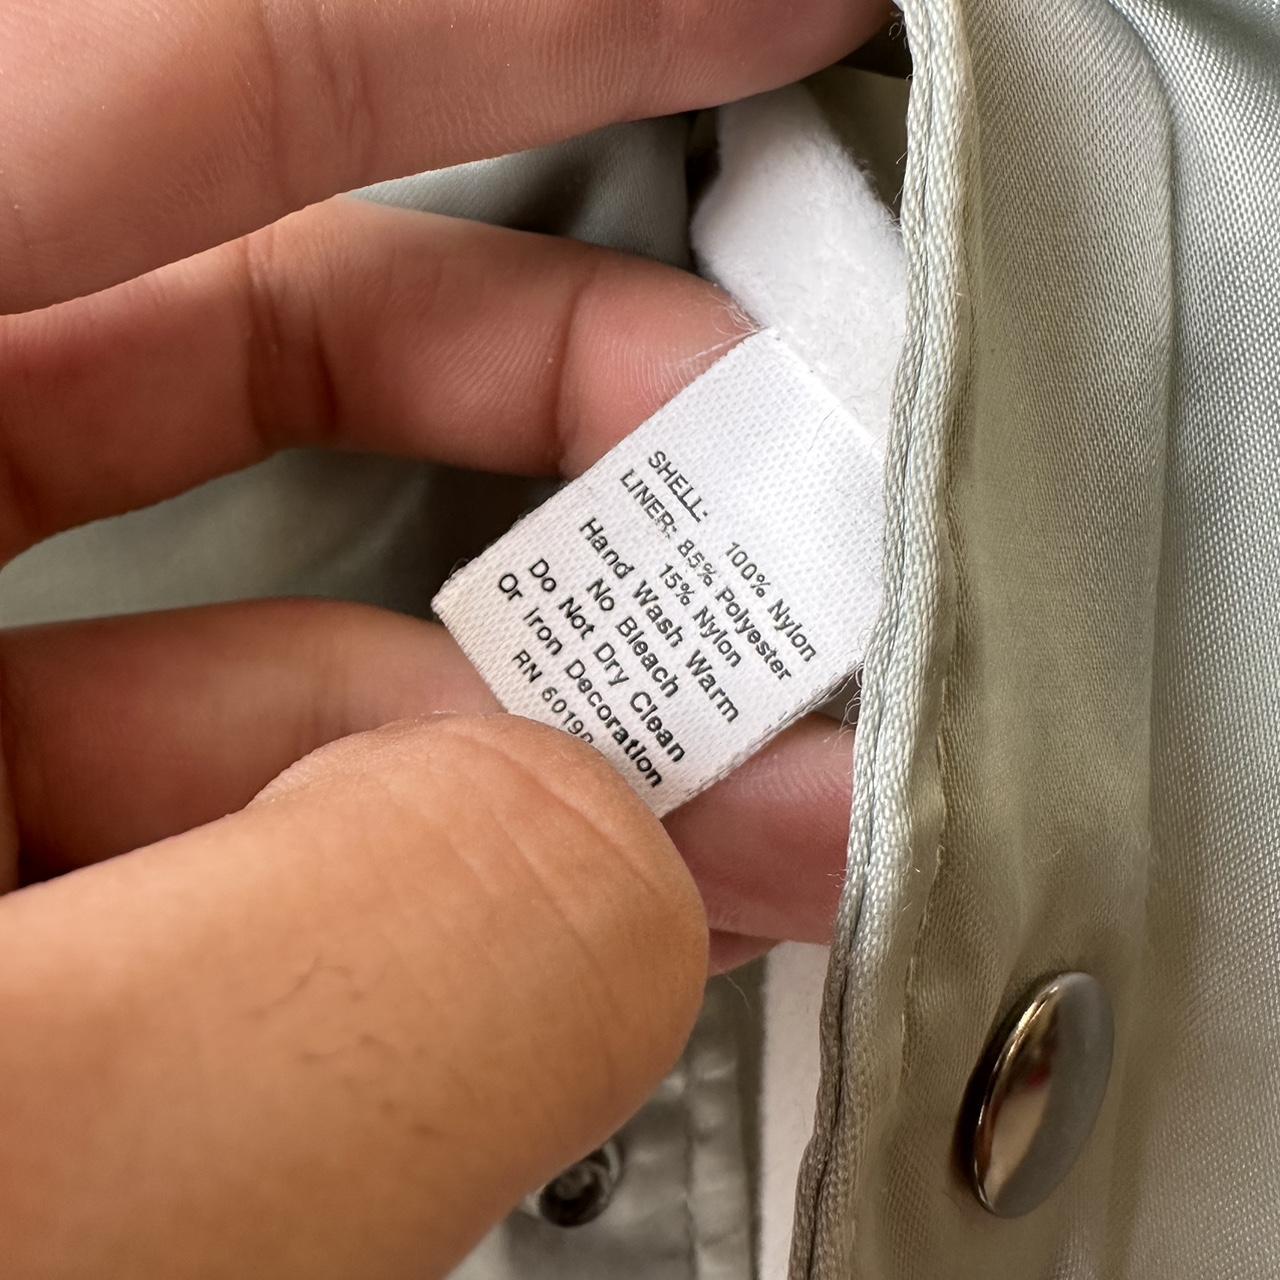 SHELL: 100% Nylon
LINER: 85% Polyester
15% Nylon
Hand Wash Warm
No Bleach
Do Not Dry Clean
Or Iron Decoration
RN